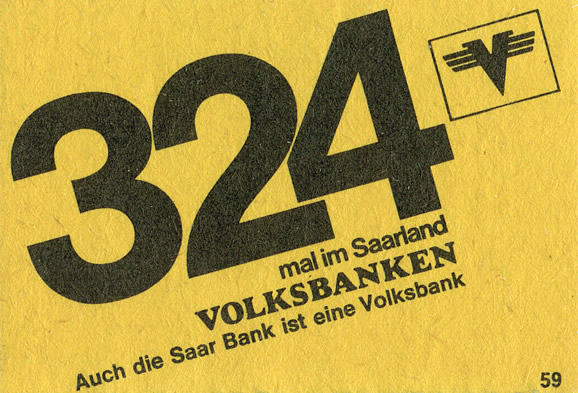 324
mal im Saarland
VOLKSBANKEN
Auch die Saar Bank ist eine Volksbank
59